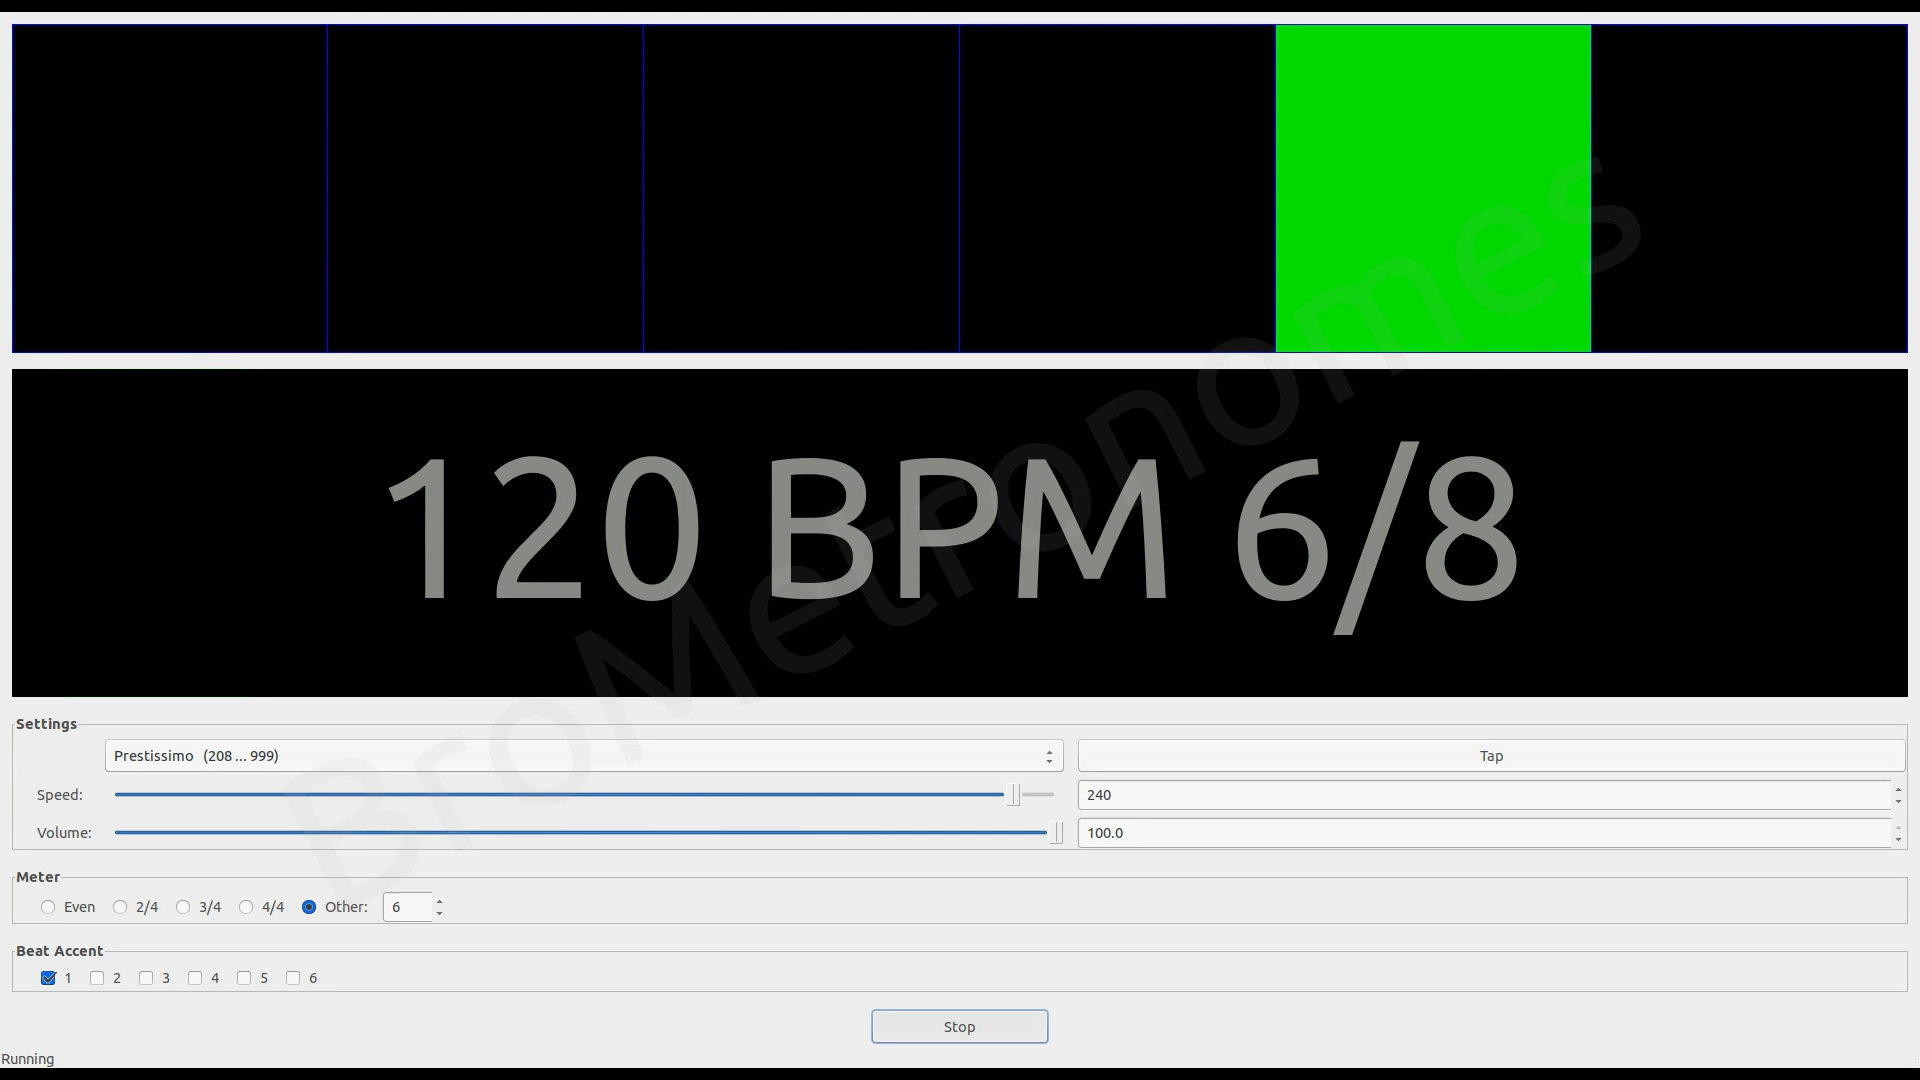 120 BPM 6/8
BroMetronomes
Settings
Prestissimo (208 ... 999)
Tap
Speed:
240
Volume:
100.0
Meter
Even 2/4 3/4 4/4 Other: 6
Beat Accent
1 2 3 4 5 6
Stop
Running